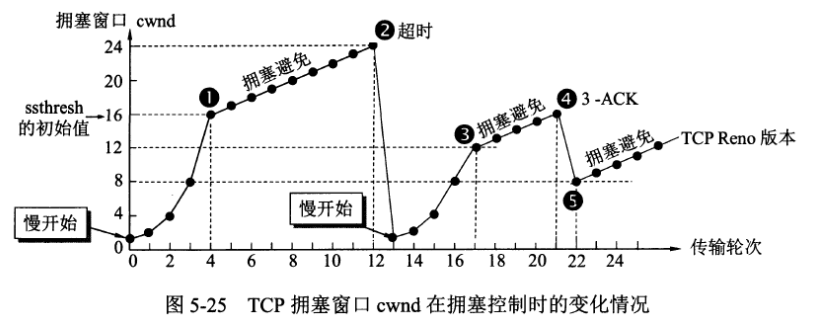 拥塞窗口 cwnd
❷超时
24
拥塞避免
20
ssthresh
的初始值
16
❶
❹ 3 -ACK
❸ 拥塞避免
拥塞避免
TCP Reno 版本
12
8
❺
慢开始
慢开始
4
0
0 2 4 6 8 10 12 14 16 18 20 22 24
传输轮次
图 5-25 TCP 拥塞窗口 cwnd 在拥塞控制时的变化情况